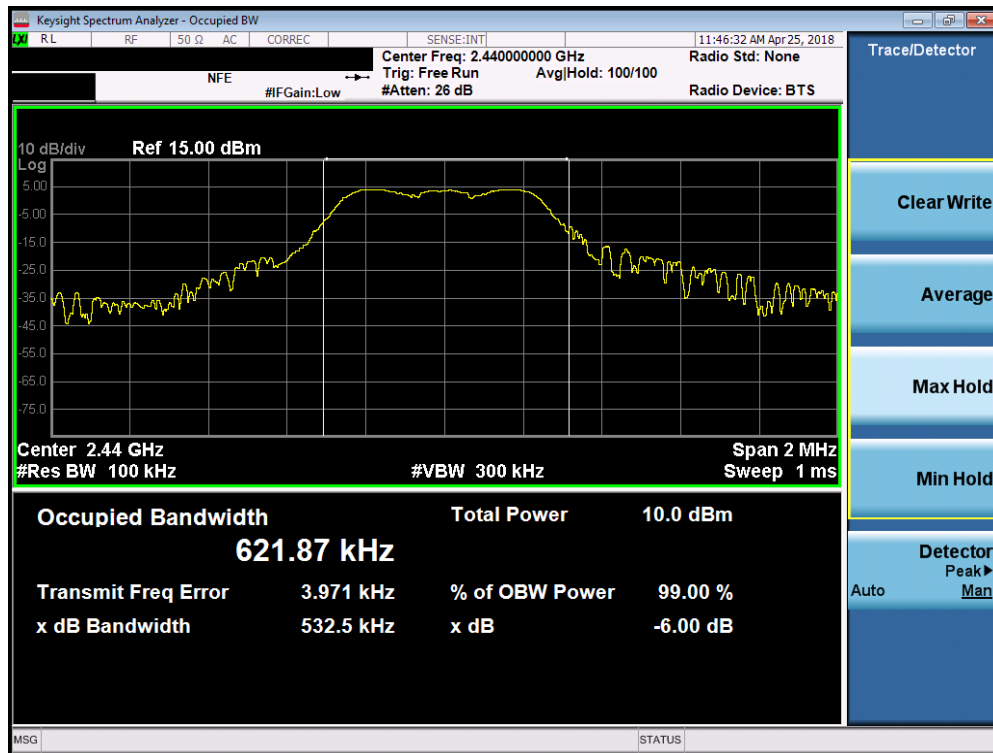 Keysight Spectrum Analyzer - Occupied BW
LXI RL RF 50 Ω AC CORREC SENSE:INT 11:46:32 AM Apr 25, 2018
Center Freq: 2.440000000 GHz Radio Std: None
NFE Trig: Free Run Avg|Hold: 100/100
#IFGain:Low #Atten: 26 dB Radio Device: BTS
10 dB/div Ref 15.00 dBm
Log
5.00
-5.00
-15.0
-25.0
-35.0
-45.0
-55.0
-65.0
-75.0
Center 2.44 GHz Span 2 MHz
#Res BW 100 kHz #VBW 300 kHz Sweep 1 ms
Occupied Bandwidth Total Power 10.0 dBm
621.87 kHz
Transmit Freq Error 3.971 kHz % of OBW Power 99.00 %
x dB Bandwidth 532.5 kHz x dB -6.00 dB
MSG STATUS
Trace/Detector
Clear Write
Average
Max Hold
Min Hold
Detector
Peak▶
Auto Man